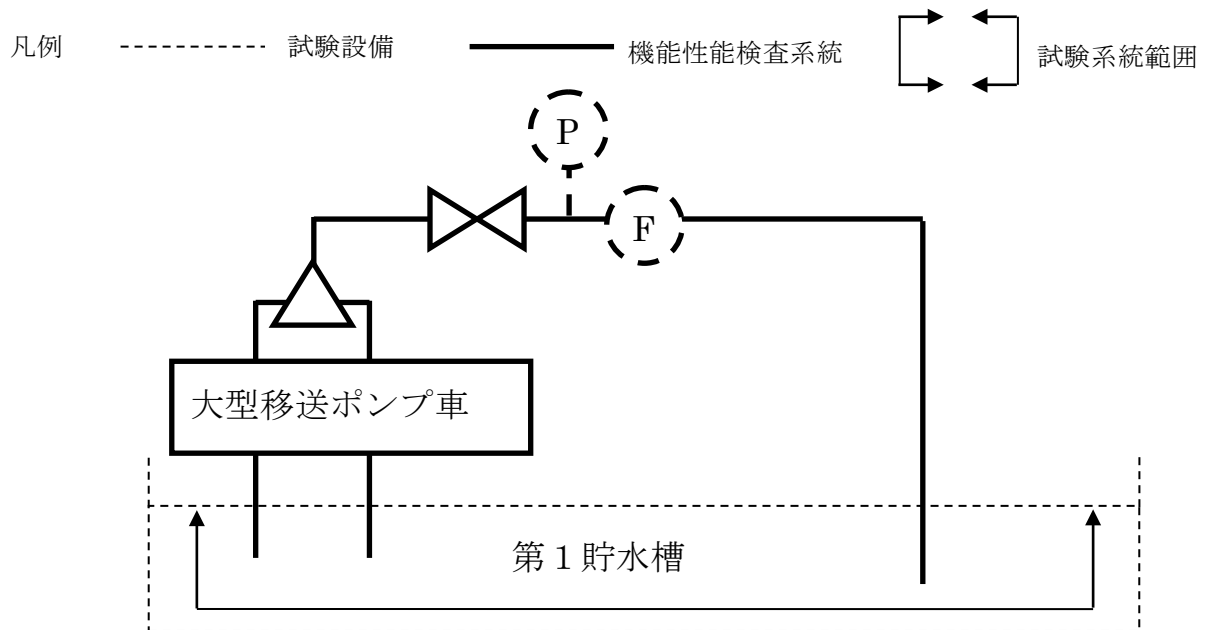 凡例
試験設備
機能性能検査系統
試験系統範囲
P
F
大型移送ポンプ車
第１貯水槽